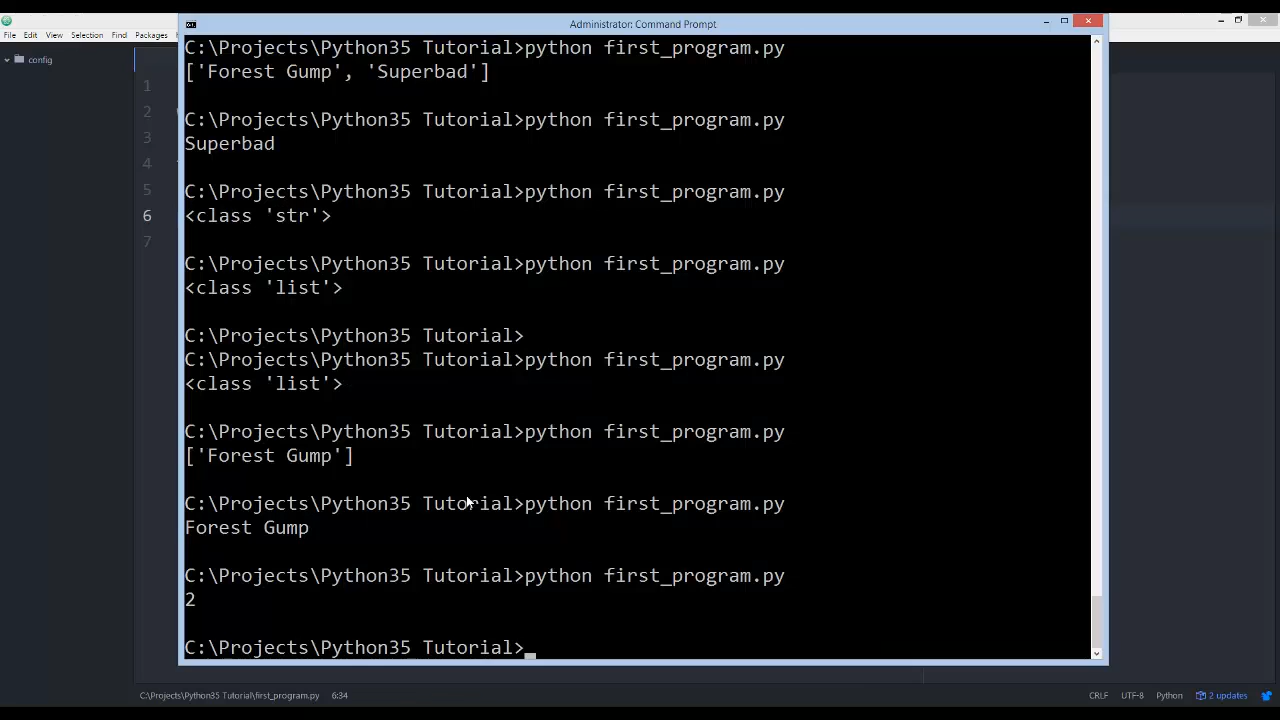 Administrator: Command Prompt
File Edit View Selection Find Packages
config
1
2
3
4
5
6
7
C:\Projects\Python35 Tutorial>python first_program.py
['Forest Gump', 'Superbad']
C:\Projects\Python35 Tutorial>python first_program.py
Superbad
C:\Projects\Python35 Tutorial>python first_program.py
<class 'str'>
C:\Projects\Python35 Tutorial>python first_program.py
<class 'list'>
C:\Projects\Python35 Tutorial>
C:\Projects\Python35 Tutorial>python first_program.py
<class 'list'>
C:\Projects\Python35 Tutorial>python first_program.py
['Forest Gump']
C:\Projects\Python35 Tutorial>python first_program.py
Forest Gump
C:\Projects\Python35 Tutorial>python first_program.py
2
C:\Projects\Python35 Tutorial>
C:\Projects\Python35 Tutorial\first_program.py 6:34 CRLF UTF-8 Python 2 updates